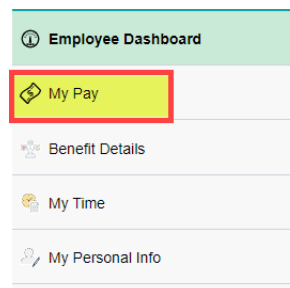 Employee Dashboard
My Pay
Benefit Details
My Time
My Personal Info